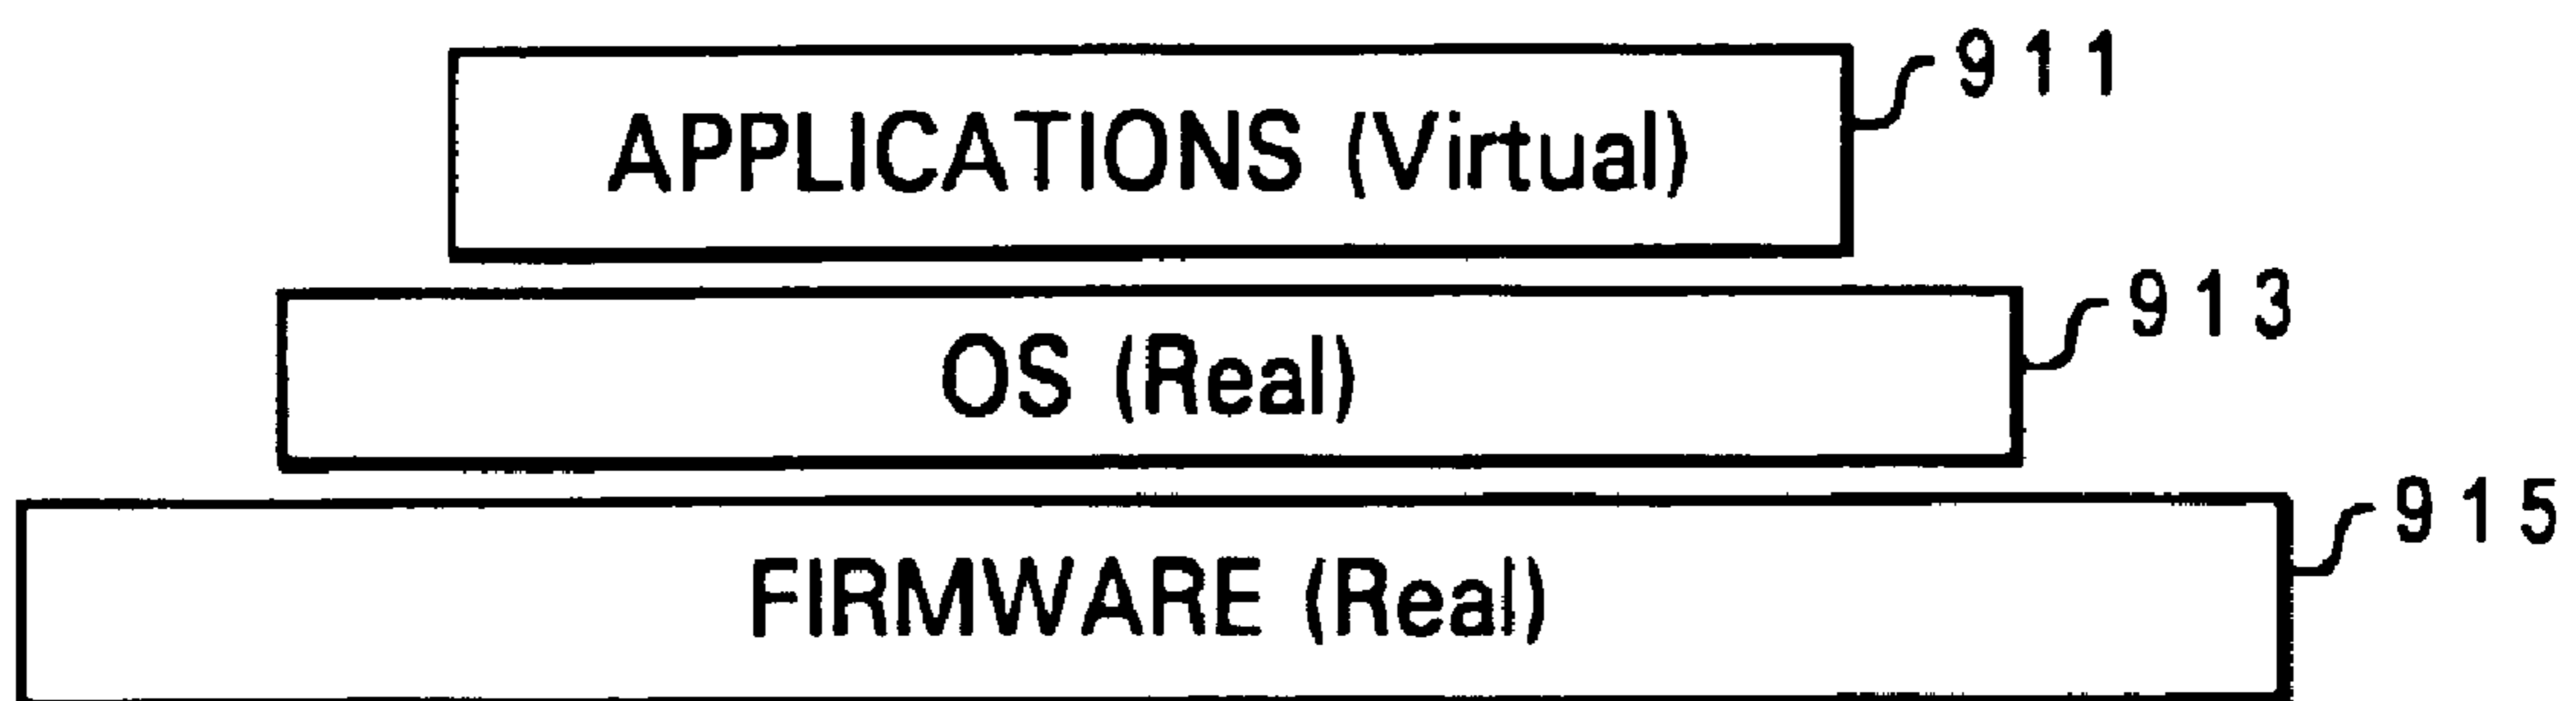 APPLICATIONS (Virtual) 911
OS (Real) 913
FIRMWARE (Real) 915